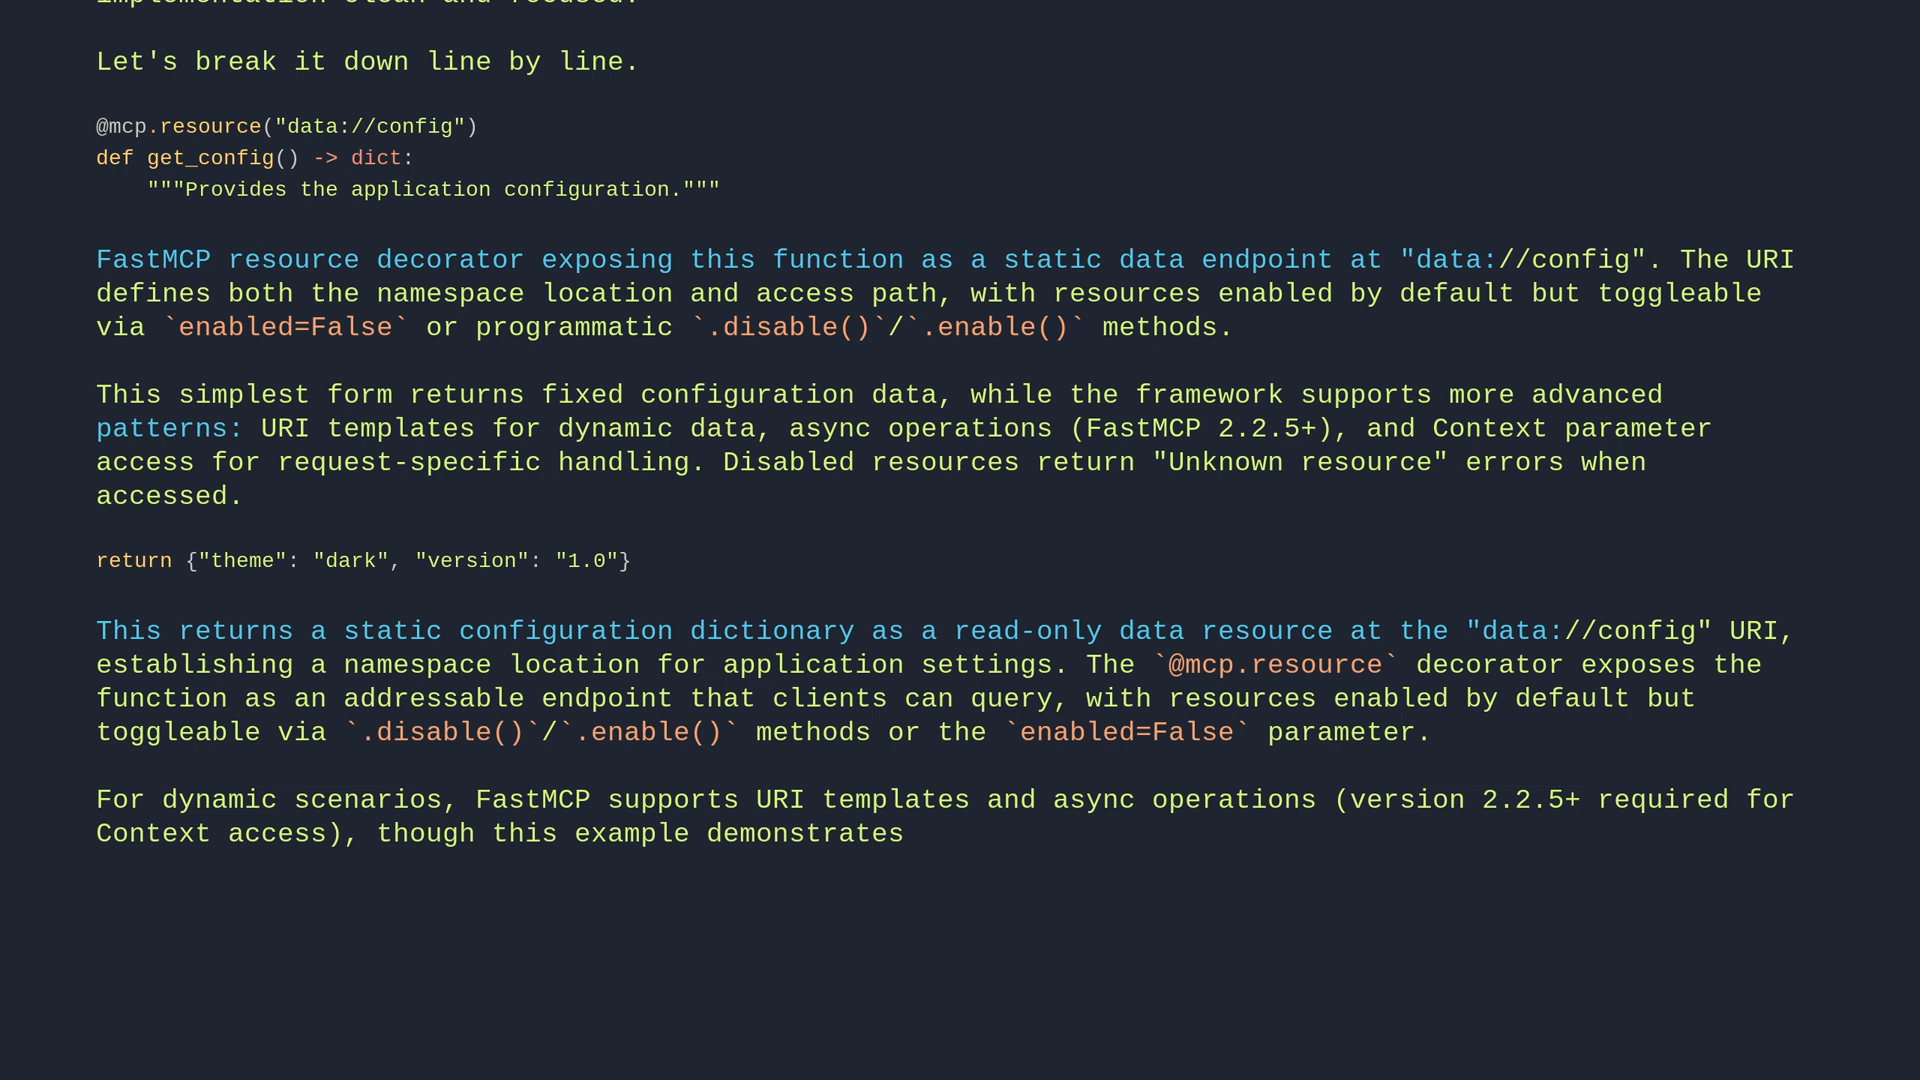 implementation clean and focused.
Let's break it down line by line.
@mcp.resource("data://config")
def get_config() -> dict:
    """Provides the application configuration."""
FastMCP resource decorator exposing this function as a static data endpoint at "data://config". The URI
defines both the namespace location and access path, with resources enabled by default but toggleable
via `enabled=False` or programmatic `.disable()`/`.enable()` methods.
This simplest form returns fixed configuration data, while the framework supports more advanced
patterns: URI templates for dynamic data, async operations (FastMCP 2.2.5+), and Context parameter
access for request-specific handling. Disabled resources return "Unknown resource" errors when
accessed.
return {"theme": "dark", "version": "1.0"}
This returns a static configuration dictionary as a read-only data resource at the "data://config" URI,
establishing a namespace location for application settings. The `@mcp.resource` decorator exposes the
function as an addressable endpoint that clients can query, with resources enabled by default but
toggleable via `.disable()`/`.enable()` methods or the `enabled=False` parameter.
For dynamic scenarios, FastMCP supports URI templates and async operations (version 2.2.5+ required for
Context access), though this example demonstrates